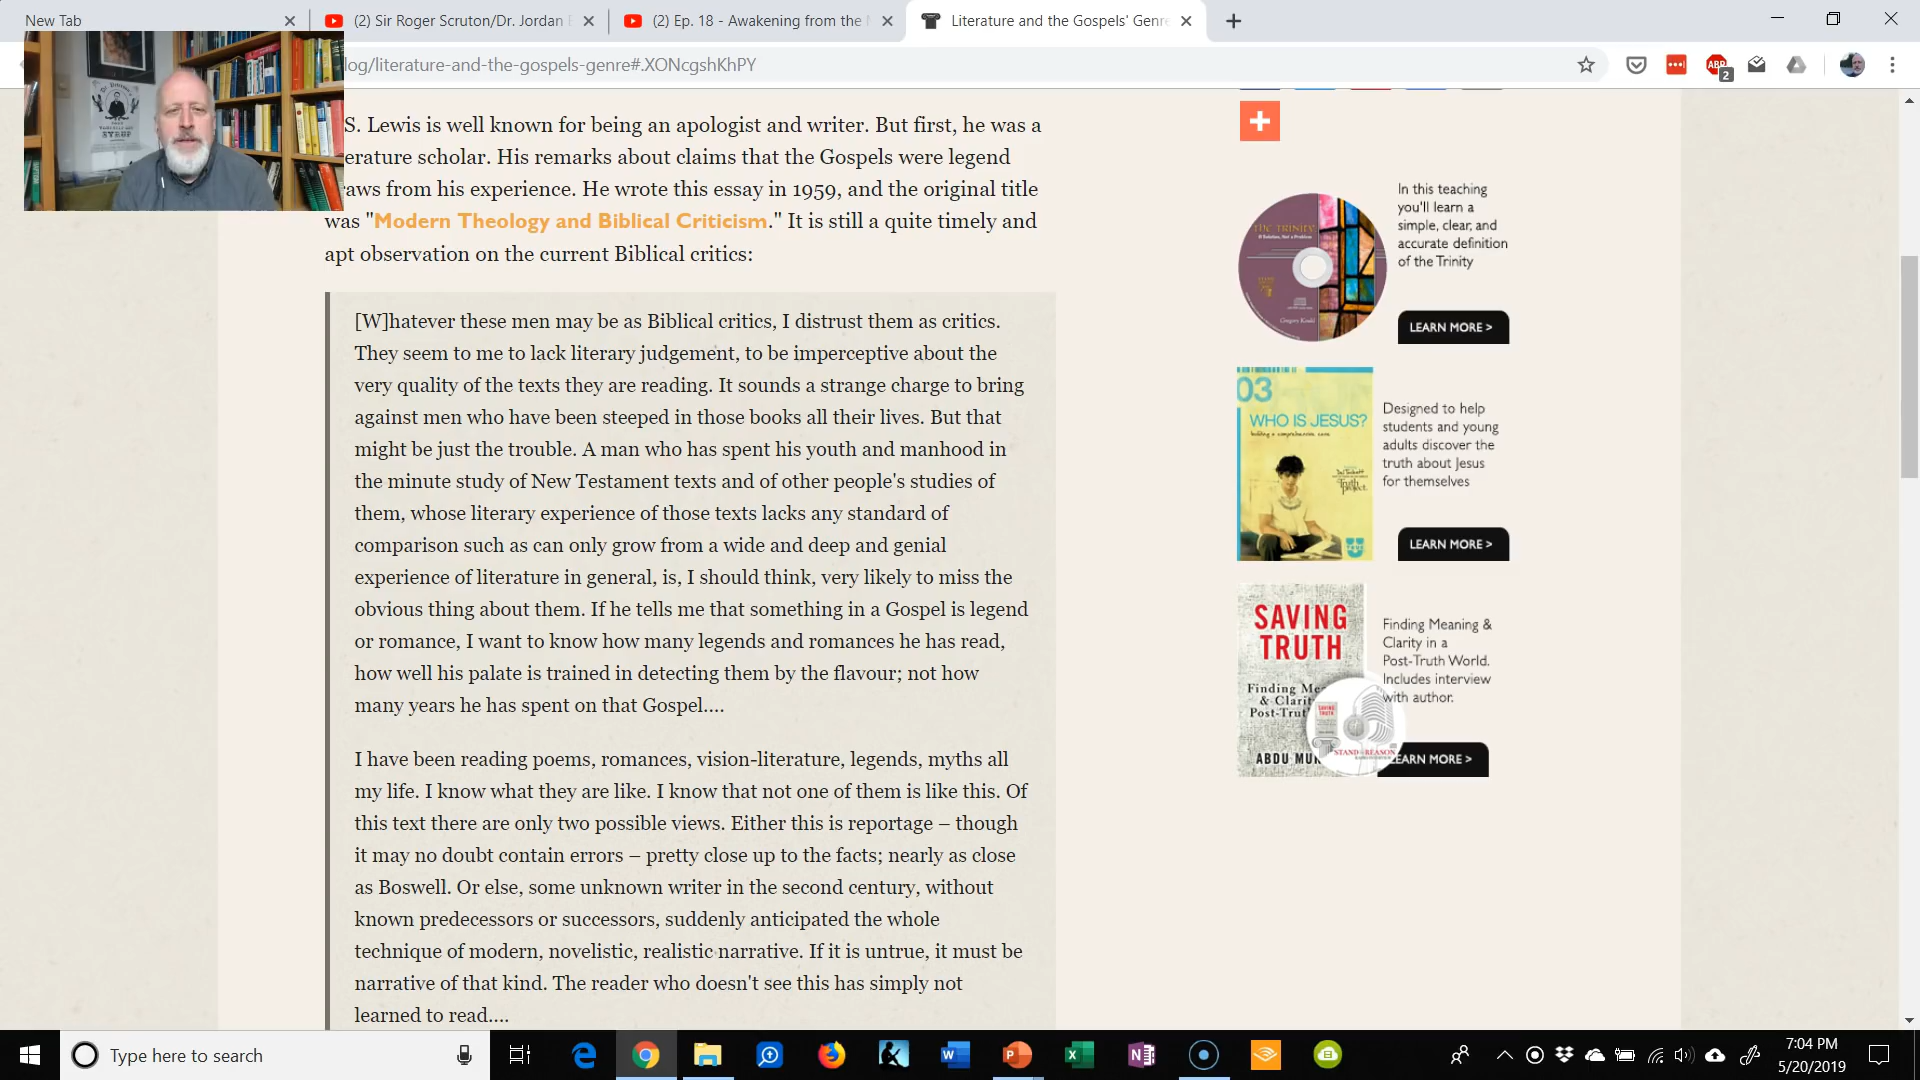 New Tab
(2) Sir Roger Scruton/Dr. Jordan
(2) Ep. 18 - Awakening from the
Literature and the Gospels' Genre
log/literature-and-the-gospels-genre#.XONcgshKhPY
ABP
2
S. Lewis is well known for being an apologist and writer. But first, he was a
erature scholar. His remarks about claims that the Gospels were legend
raws from his experience. He wrote this essay in 1959, and the original title
was "Modern Theology and Biblical Criticism." It is still a quite timely and
apt observation on the current Biblical critics:
[W]hatever these men may be as Biblical critics, I distrust them as critics.
They seem to me to lack literary judgement, to be imperceptive about the
very quality of the texts they are reading. It sounds a strange charge to bring
against men who have been steeped in those books all their lives. But that
might be just the trouble. A man who has spent his youth and manhood in
the minute study of New Testament texts and of other people's studies of
them, whose literary experience of those texts lacks any standard of
comparison such as can only grow from a wide and deep and genial
experience of literature in general, is, I should think, very likely to miss the
obvious thing about them. If he tells me that something in a Gospel is legend
or romance, I want to know how many legends and romances he has read,
how well his palate is trained in detecting them by the flavour; not how
many years he has spent on that Gospel....
I have been reading poems, romances, vision-literature, legends, myths all
my life. I know what they are like. I know that not one of them is like this. Of
this text there are only two possible views. Either this is reportage – though
it may no doubt contain errors – pretty close up to the facts; nearly as close
as Boswell. Or else, some unknown writer in the second century, without
known predecessors or successors, suddenly anticipated the whole
technique of modern, novelistic, realistic narrative. If it is untrue, it must be
narrative of that kind. The reader who doesn't see this has simply not
learned to read....
THE TRINITY
In this teaching
you'll learn a
simple, clear, and
accurate definition
of the Trinity
LEARN MORE >
03
WHO IS JESUS?
Designed to help
students and young
adults discover the
truth about Jesus
for themselves
LEARN MORE >
SAVING
TRUTH
Finding Me
& Clarit
Post-Trut
ABDU MU
STAND to REASON
Finding Meaning &
Clarity in a
Post-Truth World.
Includes interview
with author.
EARN MORE >
Type here to search
7:04 PM
5/20/2019